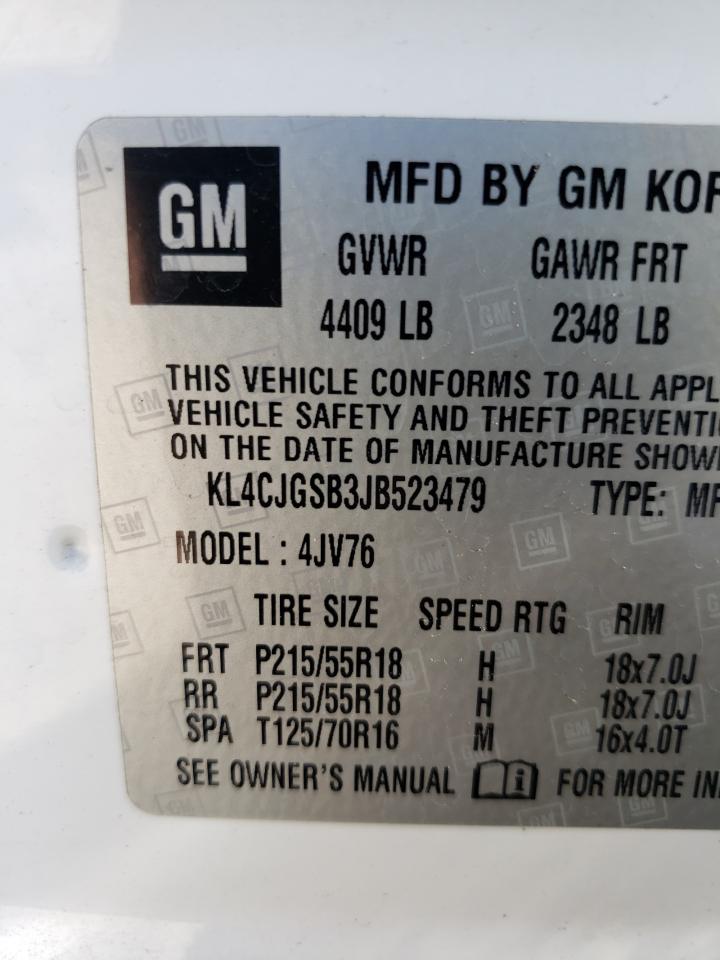 GM
MFD BY GM KOR
GVWR GAWR FRT
4409 LB 2348 LB
THIS VEHICLE CONFORMS TO ALL APPL
VEHICLE SAFETY AND THEFT PREVENTI
ON THE DATE OF MANUFACTURE SHOW
KL4CJGSB3JB523479 TYPE: MP
MODEL : 4JV76
TIRE SIZE SPEED RTG RIM
FRT P215/55R18 H 18x7.0J
RR P215/55R18 H 18x7.0J
SPA T125/70R16 M 16x4.0T
SEE OWNER'S MANUAL i FOR MORE IN